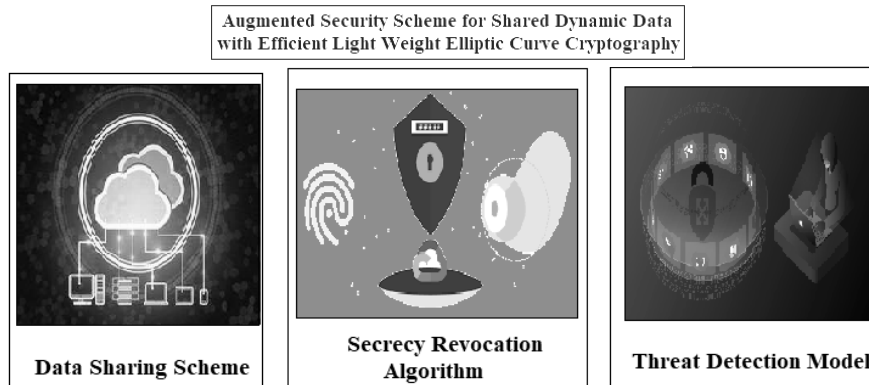 Augmented Security Scheme for Shared Dynamic Data
with Efficient Light Weight Elliptic Curve Cryptography
Data Sharing Scheme
Secrecy Revocation
Algorithm
Threat Detection Model